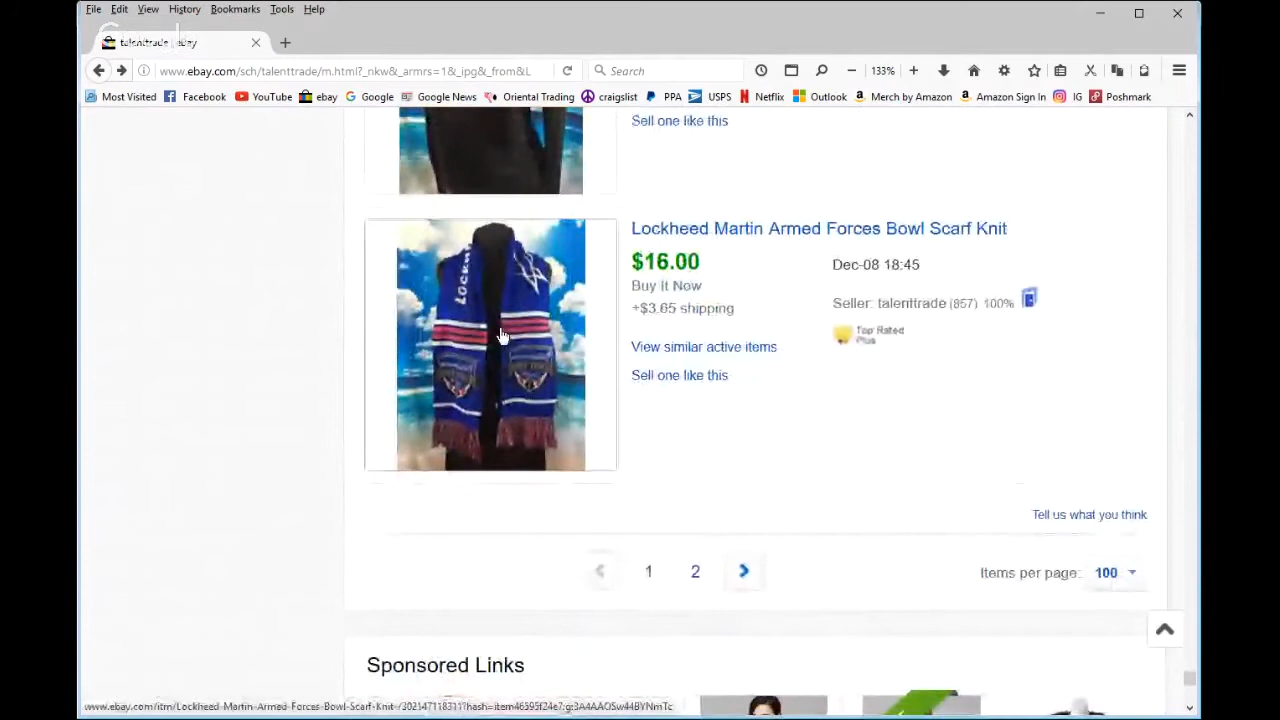 File Edit View History Bookmarks Tools Help
talenttrade | eBay
www.ebay.com/sch/talenttrade/m.html?_nkw&_armrs=1&_ipg&_from&L
Search
133%
Most Visited Facebook YouTube ebay Google Google News Oriental Trading craigslist PPA USPS Netflix Outlook Merch by Amazon Amazon Sign In IG Poshmark
Sell one like this
Lockheed Martin Armed Forces Bowl Scarf Knit
$16.00
Dec-08 18:45
Buy it Now
Seller: talenttrade (857) 100%
+$3.65 shipping
Top Rated
Plus
View similar active items
Sell one like this
Tell us what you think
1 2
Items per page: 100
Sponsored Links